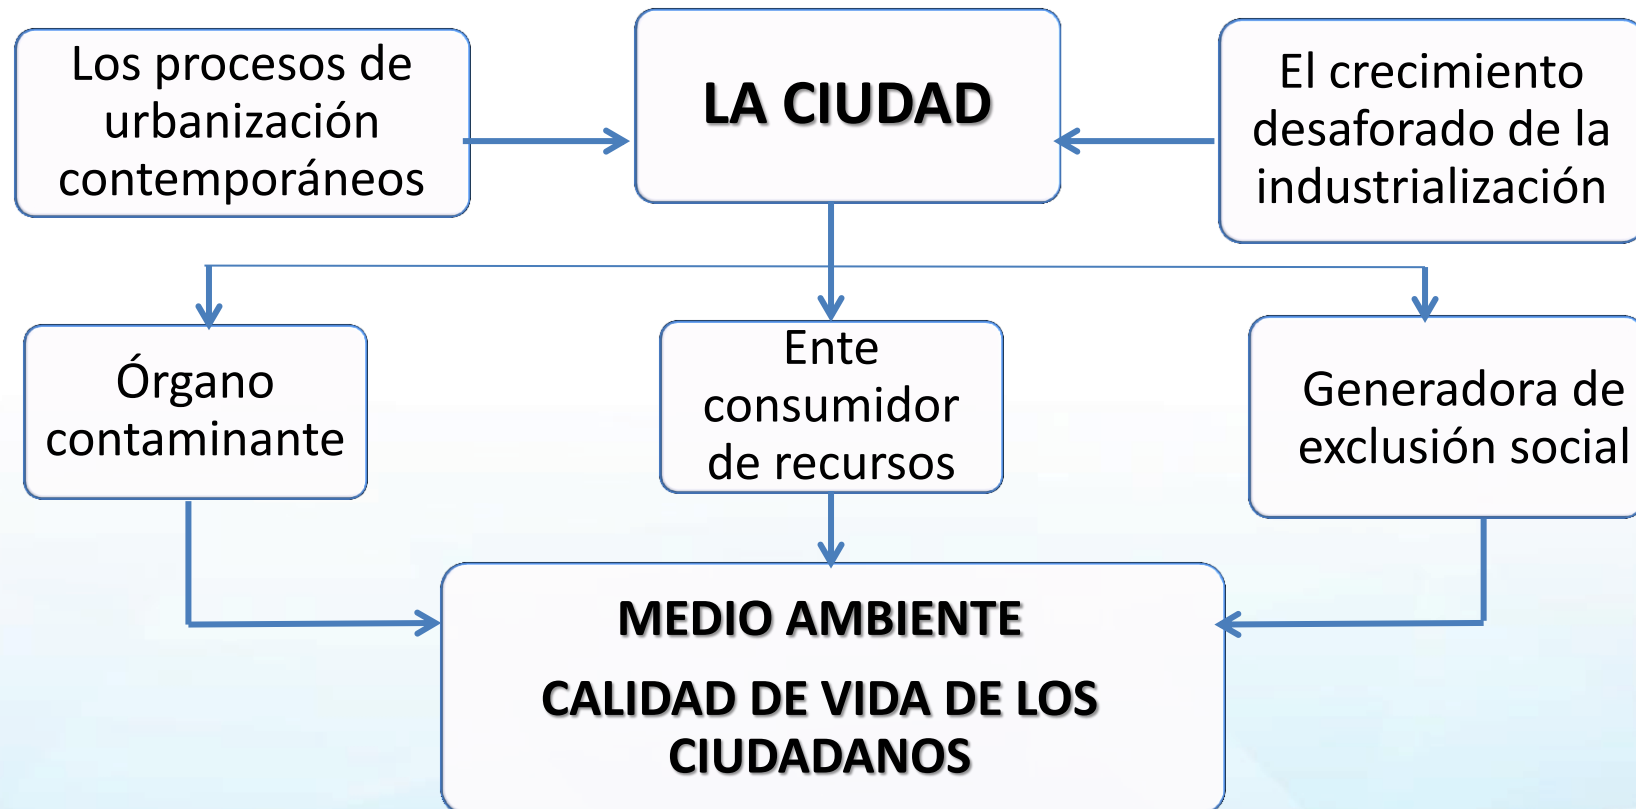 Los procesos de
urbanización
contemporáneos
LA CIUDAD
El crecimiento
desaforado de la
industrialización
Órgano
contaminante
Ente
consumidor
de recursos
Generadora de
exclusión social
MEDIO AMBIENTE
CALIDAD DE VIDA DE LOS
CIUDADANOS